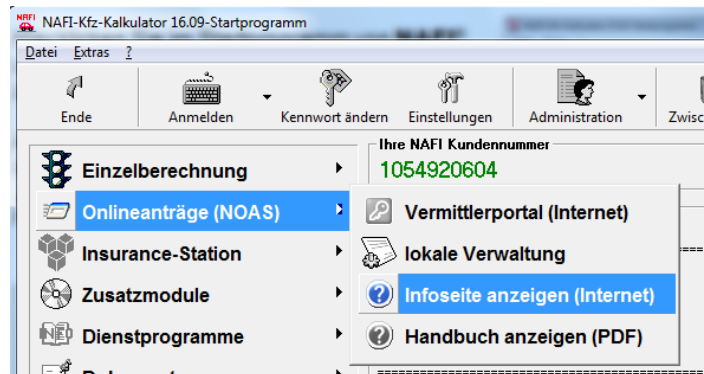 NAFI NAFI-Kfz-Kalkulator 16.09-Startprogramm
Datei Extras ?
Ende Anmelden Kennwort ändern Einstellungen Administration
Ihre NAFI Kundennummer
1054920604
Einzelberechnung
Onlineanträge (NOAS)
Vermittlerportal (Internet)
Insurance-Station
lokale Verwaltung
Zusatzmodule
Infoseite anzeigen (Internet)
Dienstprogramme
Handbuch anzeigen (PDF)